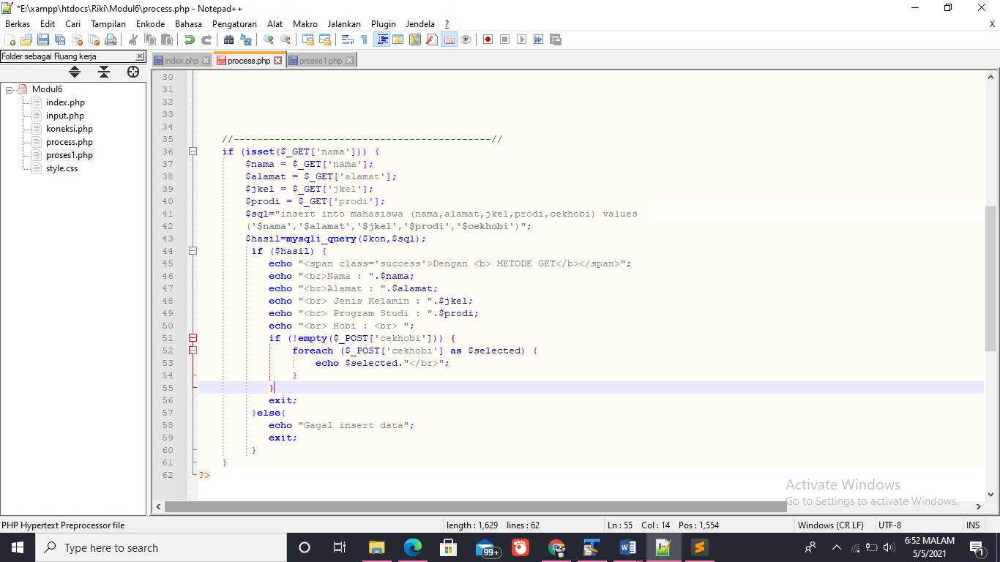 *E:\xampp\htdocs\Riki\Modul6\process.php - Notepad++
Berkas Edit Cari Tampilan Enkode Bahasa Pengaturan Alat Makro Jalankan Plugin Jendela ? X
Folder sebagai Ruang kerja
index.php process.php proses1.php
Modul6
index.php
input.php
koneksi.php
process.php
proses1.php
style.css
30
31
32
33
34
35 //--------------------------------------------//
36 if (isset($_GET['nama'])) {
37 $nama = $_GET['nama'];
38 $alamat = $_GET['alamat'];
39 $jkel = $_GET['jkel'];
40 $prodi = $_GET['prodi'];
41 $sql="insert into mahasiswa (nama,alamat,jkel,prodi,cekhobi) values
42 ('$nama','$alamat','$jkel','$prodi','$cekhobi')";
43 $hasil=mysqli_query($kon,$sql);
44 if ($hasil) {
45 echo "<span class='success'>Dengan <b> METODE GET</b></span>";
46 echo "<br>Nama : ".$nama;
47 echo "<br>Alamat : ".$alamat;
48 echo "<br> Jenis Kelamin : ".$jkel;
49 echo "<br> Program Studi : ".$prodi;
50 echo "<br> Hobi : <br> ";
51 if (!empty($_POST['cekhobi'])) {
52 foreach ($_POST['cekhobi'] as $selected) {
53 echo $selected."</br>";
54 }
55 }
56 exit;
57 }else{
58 echo "Gagal insert data";
59 exit;
60 }
61 }
62 ?>
Activate Windows
Go to Settings to activate Windows.
PHP Hypertext Preprocessor file length : 1,629 lines : 62 Ln : 55 Col : 14 Pos : 1,554 Windows (CR LF) UTF-8 INS
Type here to search
99+
6:52 MALAM
5/5/2021
1